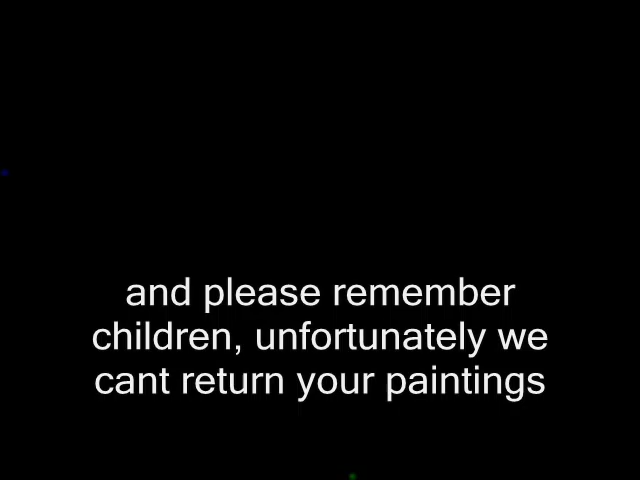 and please remember
children, unfortunately we
cant return your paintings